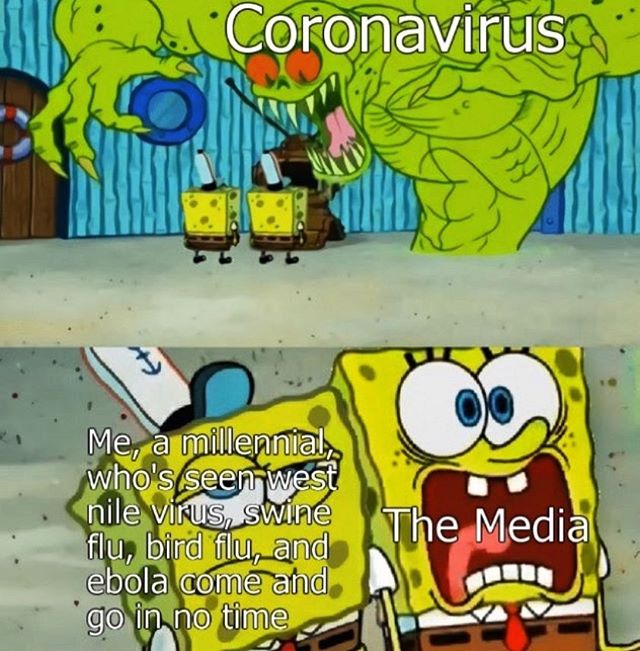 Coronavirus
Me, a millennial,
who's seen west
nile virus, swine
flu, bird flu, and
ebola come and
go in no time
The Media